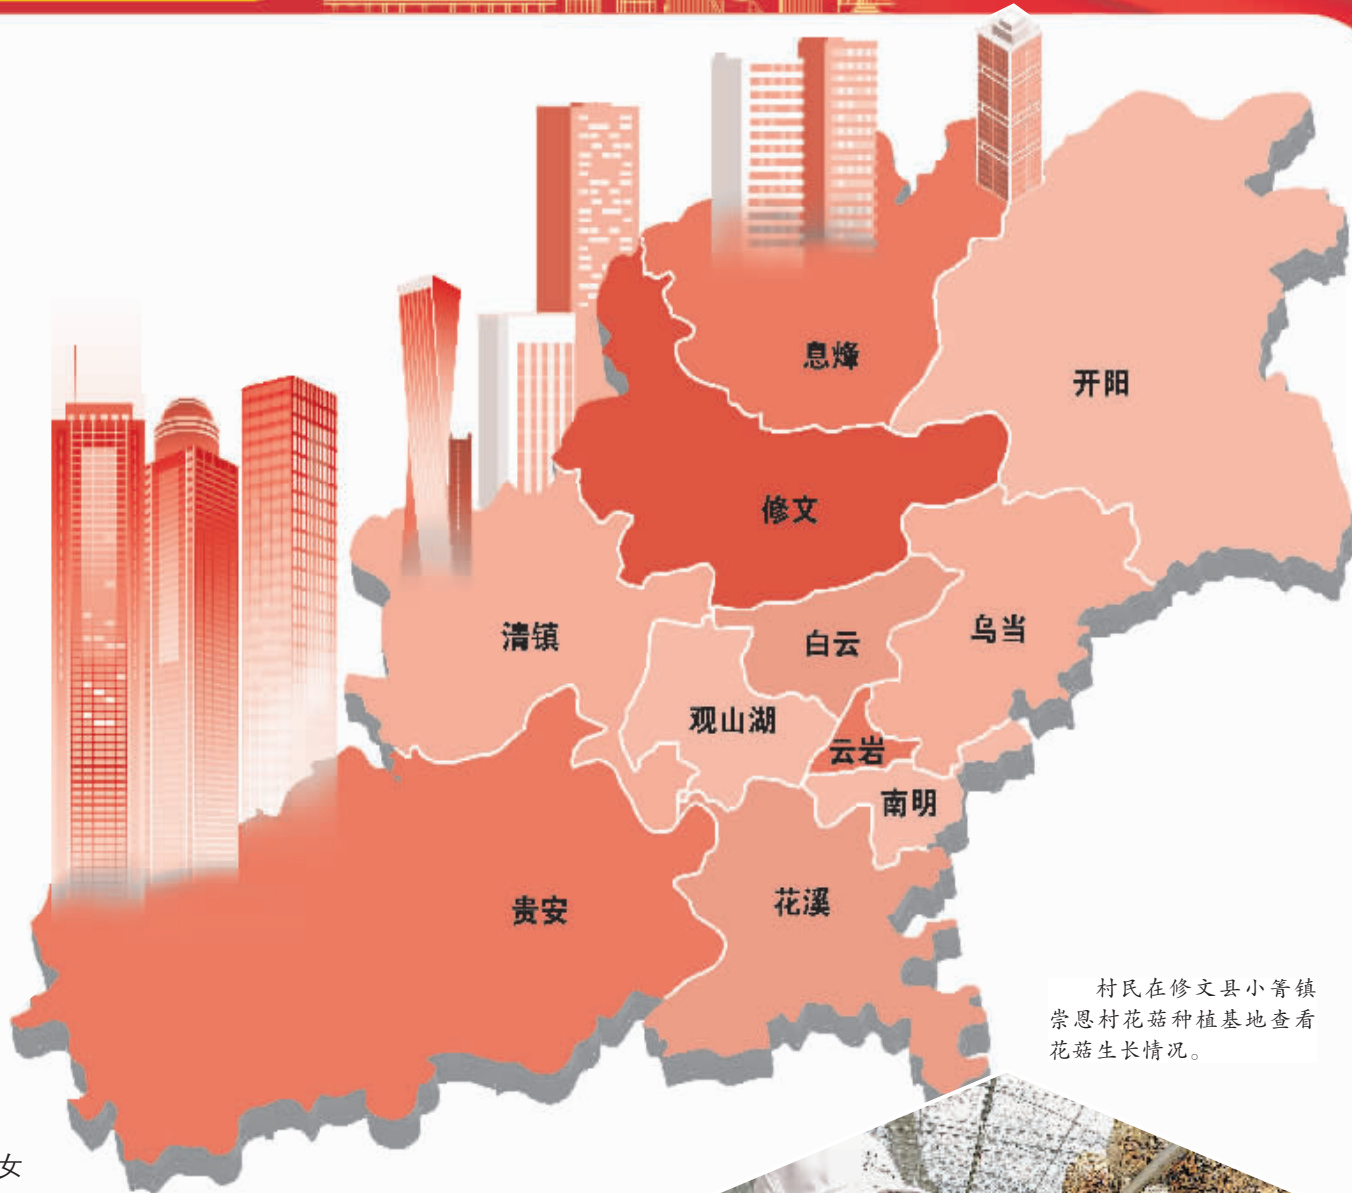 息烽
开阳
修文
清镇
白云
乌当
观山湖
云岩
南明
贵安
花溪
村民在修文县小箐镇
崇恩村花菇种植基地查看
花菇生长情况。
女